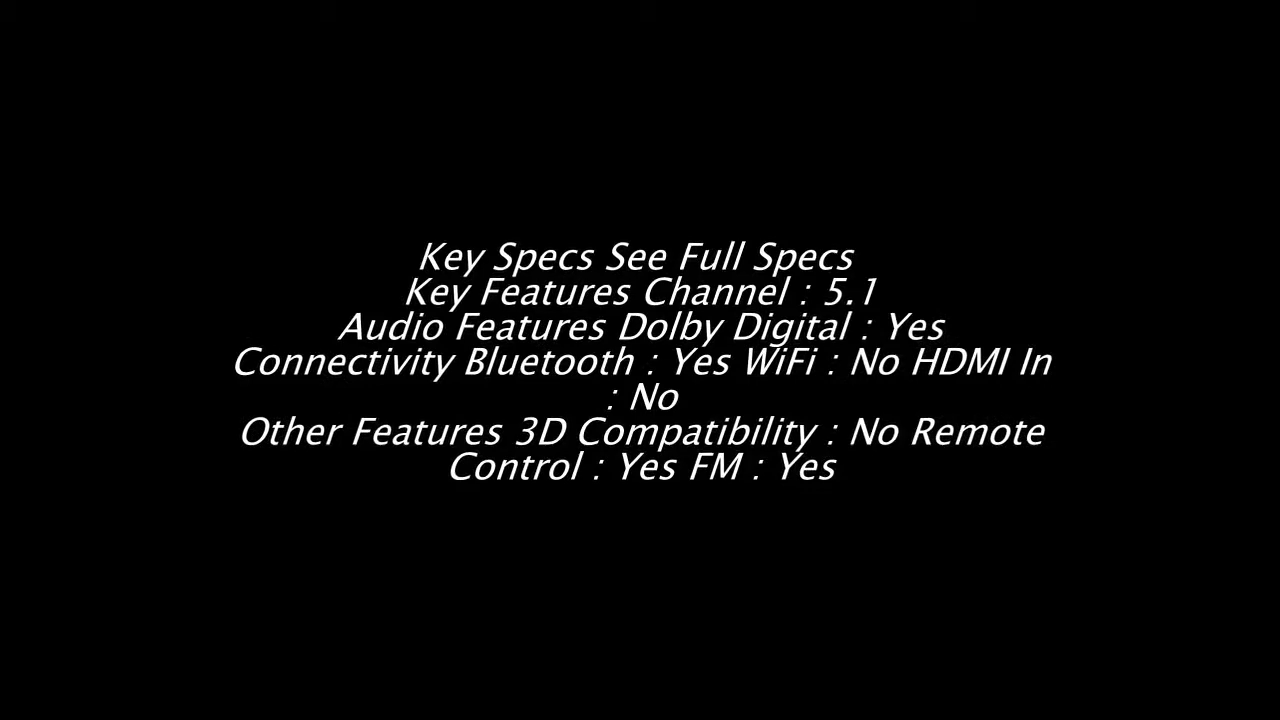 Key Specs See Full Specs
Key Features Channel : 5.1
Audio Features Dolby Digital : Yes
Connectivity Bluetooth : Yes WiFi : No HDMI In
: No
Other Features 3D Compatibility : No Remote
Control : Yes FM : Yes